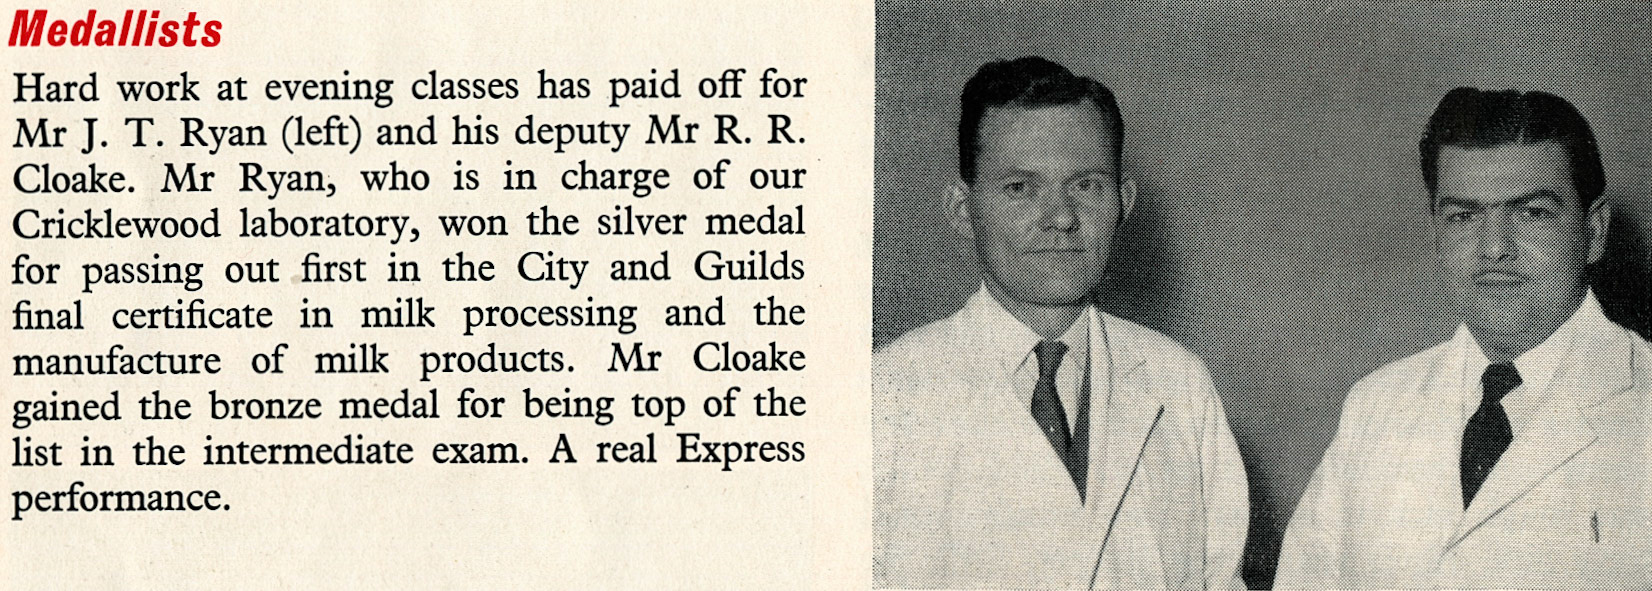 Medallists
Hard work at evening classes has paid off for
Mr J. T. Ryan (left) and his deputy Mr R. R.
Cloake. Mr Ryan, who is in charge of our
Cricklewood laboratory, won the silver medal
for passing out first in the City and Guilds
final certificate in milk processing and the
manufacture of milk products. Mr Cloake
gained the bronze medal for being top of the
list in the intermediate exam. A real Express
performance.